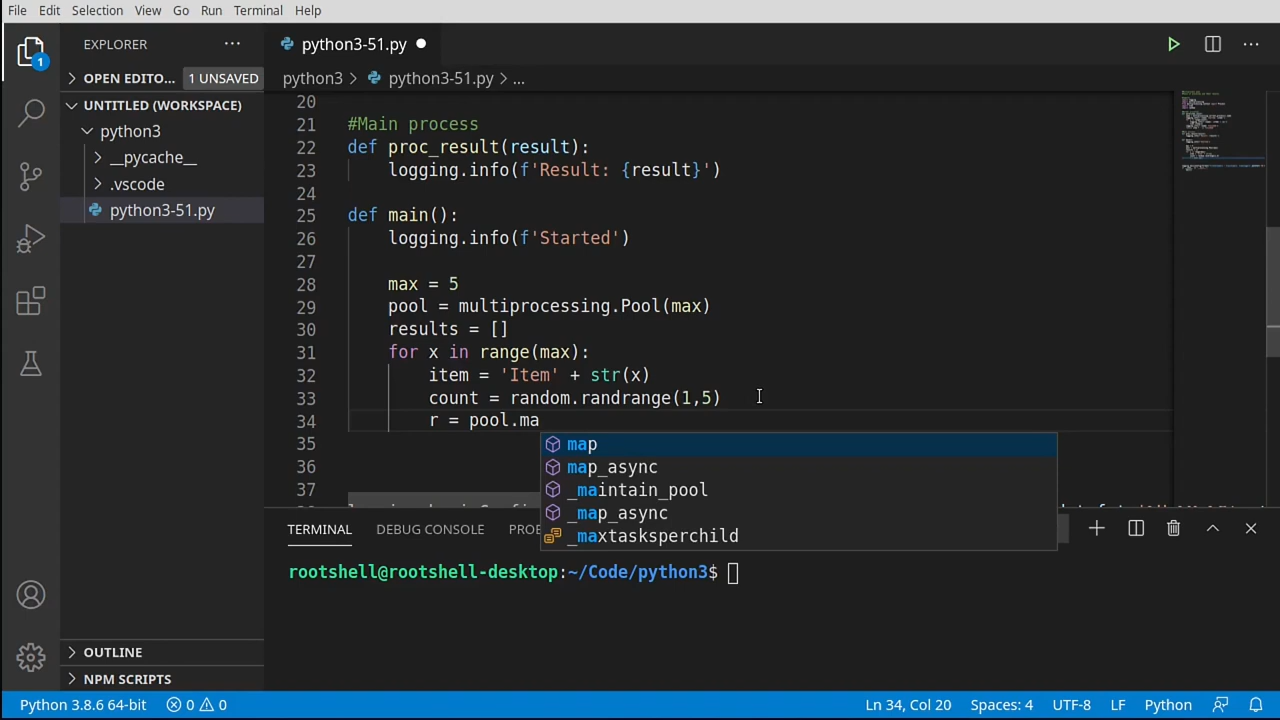 File Edit Selection View Go Run Terminal Help
EXPLORER
python3-51.py
1
OPEN EDITO... 1 UNSAVED
python3 > python3-51.py > ...
UNTITLED (WORKSPACE)
python3
__pycache__
.vscode
python3-51.py
20
21 #Main process
22 def proc_result(result):
23 logging.info(f'Result: {result}')
24
25 def main():
26 logging.info(f'Started')
27
28 max = 5
29 pool = multiprocessing.Pool(max)
30 results = []
31 for x in range(max):
32 item = 'Item' + str(x)
33 count = random.randrange(1,5)
34 r = pool.ma
35
36
37
map
map_async
_maintain_pool
_map_async
_maxtasksperchild
TERMINAL DEBUG CONSOLE
rootshell@rootshell-desktop:~/Code/python3$
OUTLINE
NPM SCRIPTS
Python 3.8.6 64-bit 0 0 Ln 34, Col 20 Spaces: 4 UTF-8 LF Python